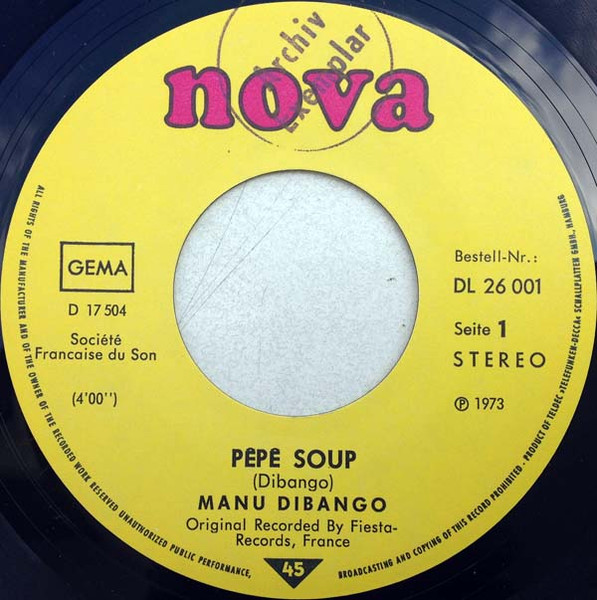 nova
Archiv
Exemplar
GEMA
D 17 504
Société
Francaise du Son
(4'00'')
Bestell-Nr.:
DL 26 001
Seite 1
STEREO
Ⓟ 1973
PÊPÊ SOUP
(Dibango)
MANU DIBANGO
Original Recorded By Fiesta-
Records, France
45
ALL RIGHTS OF THE MANUFACTURER AND OF THE OWNER OF THE RECORDED WORK RESERVED UNAUTHORIZED PUBLIC PERFORMANCE,
BROADCASTING AND COPYING OF THIS RECORD PROHIBITED · PRODUCT OF TELDEC »TELEFUNKEN-DECCA« SCHALLPLATTEN GMBH., HAMBURG